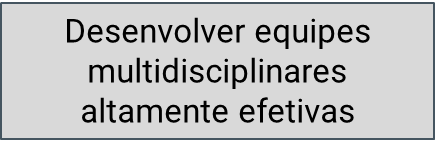 Desenvolver equipes
multidisciplinares
altamente efetivas